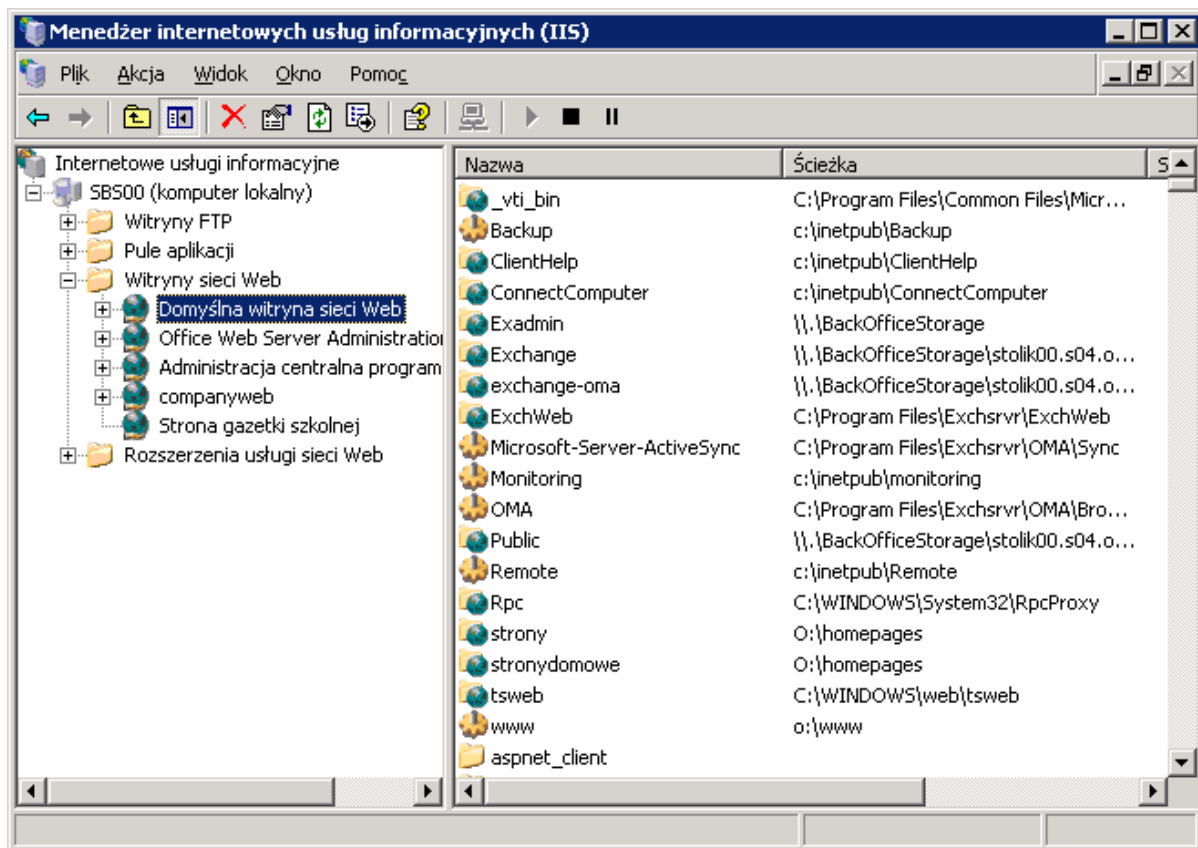 Menedżer internetowych usług informacyjnych (IIS)
Plik Akcja Widok Okno Pomoc
Internetowe usługi informacyjne
SBS00 (komputer lokalny)
Witryny FTP
Pule aplikacji
Witryny sieci Web
Domyślna witryna sieci Web
Office Web Server Administration
Administracja centralna program
companyweb
Strona gazetki szkolnej
Rozszerzenia usługi sieci Web
Nazwa Ścieżka S
_vti_bin C:\Program Files\Common Files\Micr...
Backup c:\inetpub\Backup
ClientHelp c:\inetpub\ClientHelp
ConnectComputer c:\inetpub\ConnectComputer
Exadmin \\.\BackOfficeStorage
Exchange \\.\BackOfficeStorage\stolik00.s04.o...
exchange-oma \\.\BackOfficeStorage\stolik00.s04.o...
ExchWeb C:\Program Files\Exchsrvr\ExchWeb
Microsoft-Server-ActiveSync C:\Program Files\Exchsrvr\OMA\Sync
Monitoring c:\inetpub\monitoring
OMA C:\Program Files\Exchsrvr\OMA\Bro...
Public \\.\BackOfficeStorage\stolik00.s04.o...
Remote c:\inetpub\Remote
Rpc C:\WINDOWS\System32\RpcProxy
strony O:\homepages
stronydomowe O:\homepages
tsweb C:\WINDOWS\web\tsweb
www o:\www
aspnet_client